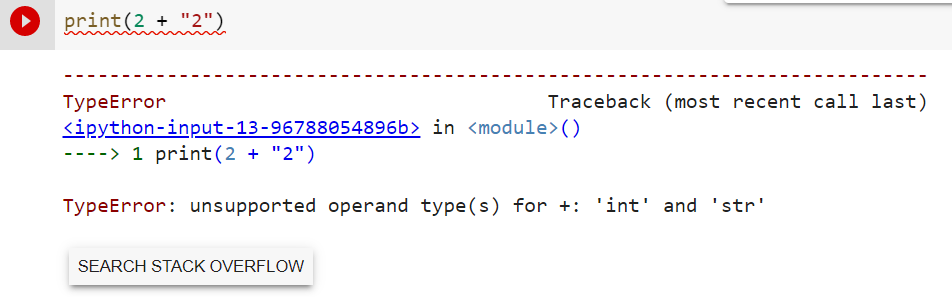 print(2 + "2")
---------------------------------------------------------------------------
TypeError                                 Traceback (most recent call last)
<ipython-input-13-96788054896b> in <module>()
----> 1 print(2 + "2")
TypeError: unsupported operand type(s) for +: 'int' and 'str'
SEARCH STACK OVERFLOW